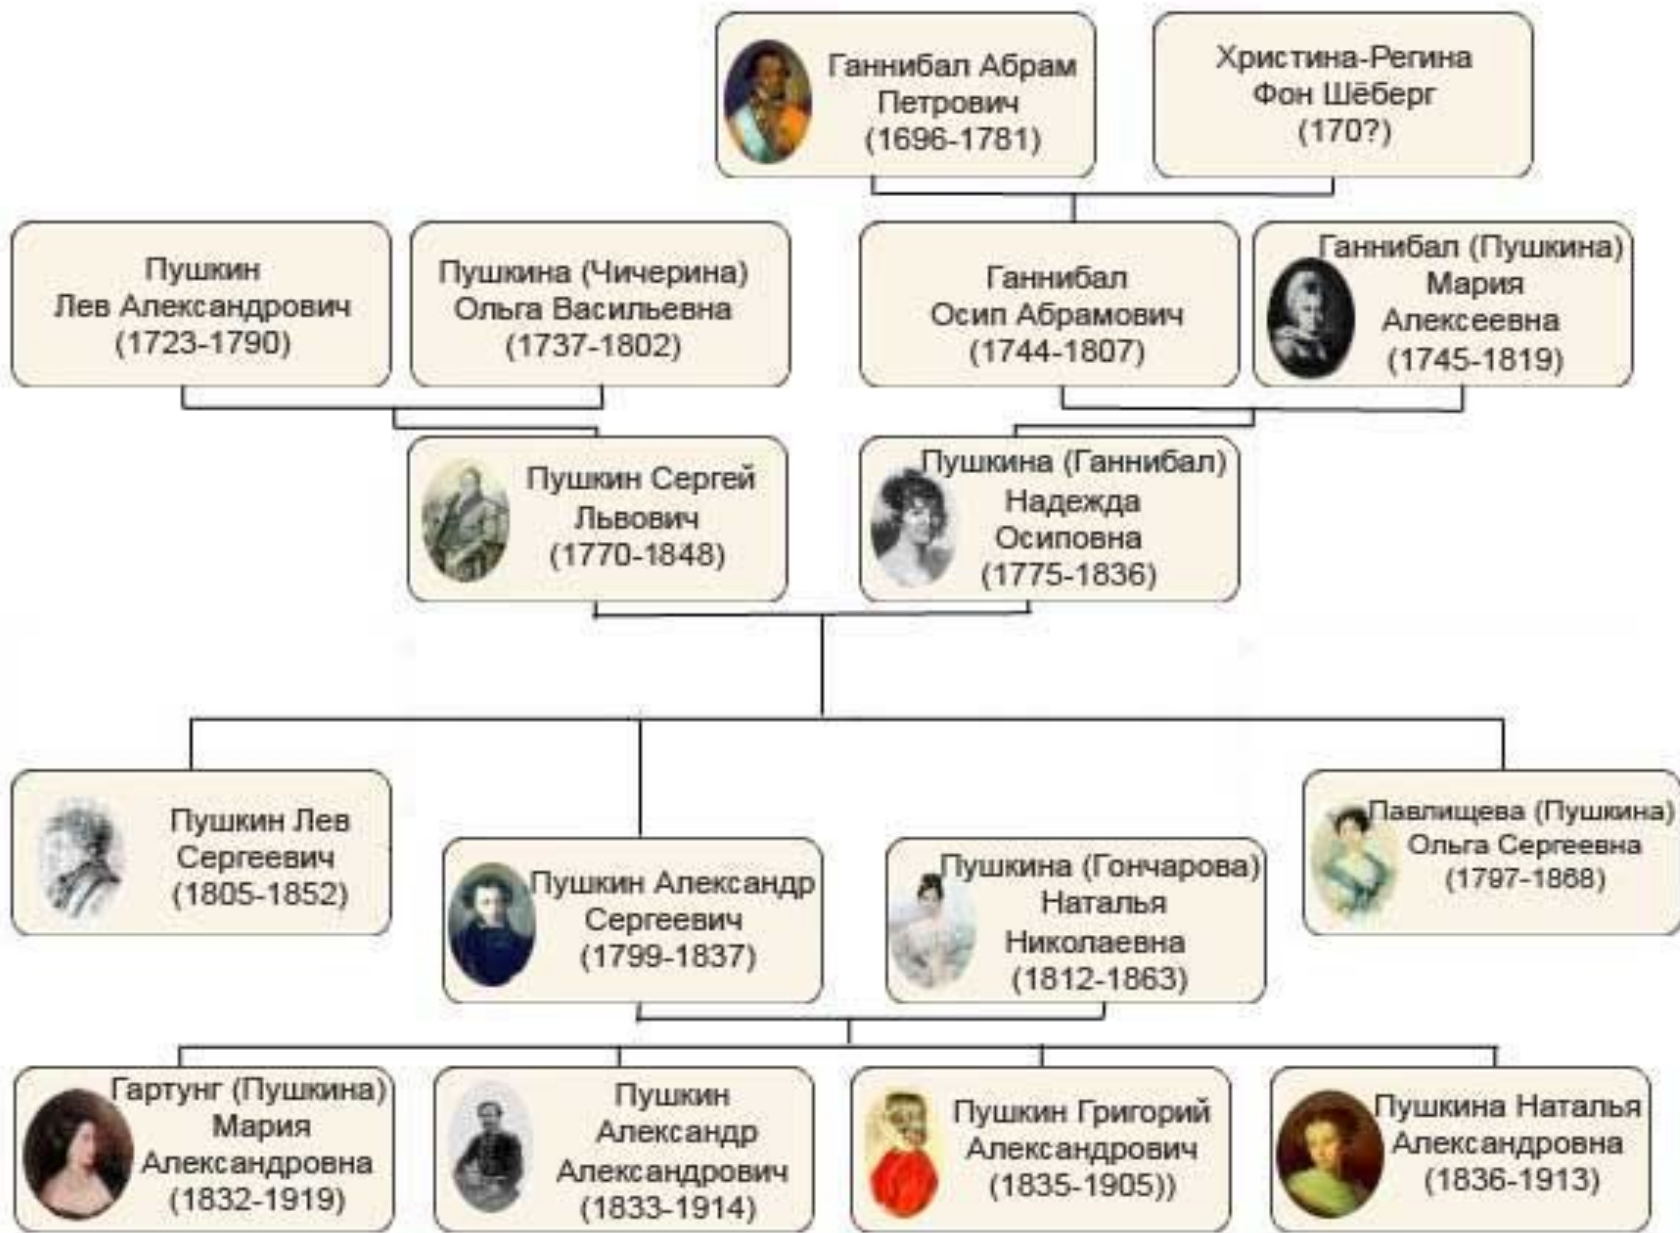 Ганнибал Абрам
Петрович
(1696-1781)
Христина-Регина
Фон Шёберг
(170?)
Пушкин
Лев Александрович
(1723-1790)
Пушкина (Чичерина)
Ольга Васильевна
(1737-1802)
Ганнибал
Осип Абрамович
(1744-1807)
Ганнибал (Пушкина)
Мария
Алексеевна
(1745-1819)
Пушкин Сергей
Львович
(1770-1848)
Пушкина (Ганнибал)
Надежда
Осиповна
(1775-1836)
Пушкин Лев
Сергеевич
(1805-1852)
Пушкин Александр
Сергеевич
(1799-1837)
Пушкина (Гончарова)
Наталья
Николаевна
(1812-1863)
Павлищева (Пушкина)
Ольга Сергеевна
(1797-1868)
Гартунг (Пушкина)
Мария
Александровна
(1832-1919)
Пушкин
Александр
Александрович
(1833-1914)
Пушкин Григорий
Александрович
(1835-1905))
Пушкина Наталья
Александровна
(1836-1913)